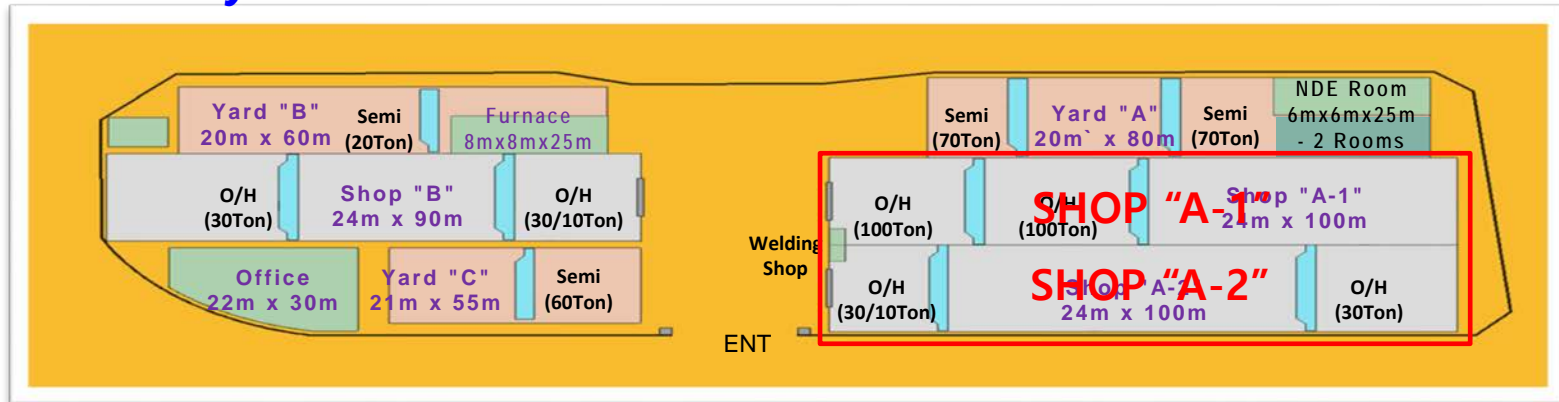 y
Yard "B"
20m x 60m
Semi
(20Ton)
Furnace
8mx8mx25m
O/H
(30Ton)
Shop "B"
24m x 90m
O/H
(30/10Ton)
Office
22m x 30m
Yard "C"
21m x 55m
Semi
(60Ton)
ENT
Welding
Shop
Semi
(70Ton)
Yard "A"
20m` x 80m
Semi
(70Ton)
NDE Room
6mx6mx25m
- 2 Rooms
O/H
(100Ton)
O/H
(100Ton)
SHOP “A-1”
Shop "A-1"
24m x 100m
O/H
(30/10Ton)
SHOP “A-2”
Shop "A-2"
24m x 100m
O/H
(30Ton)